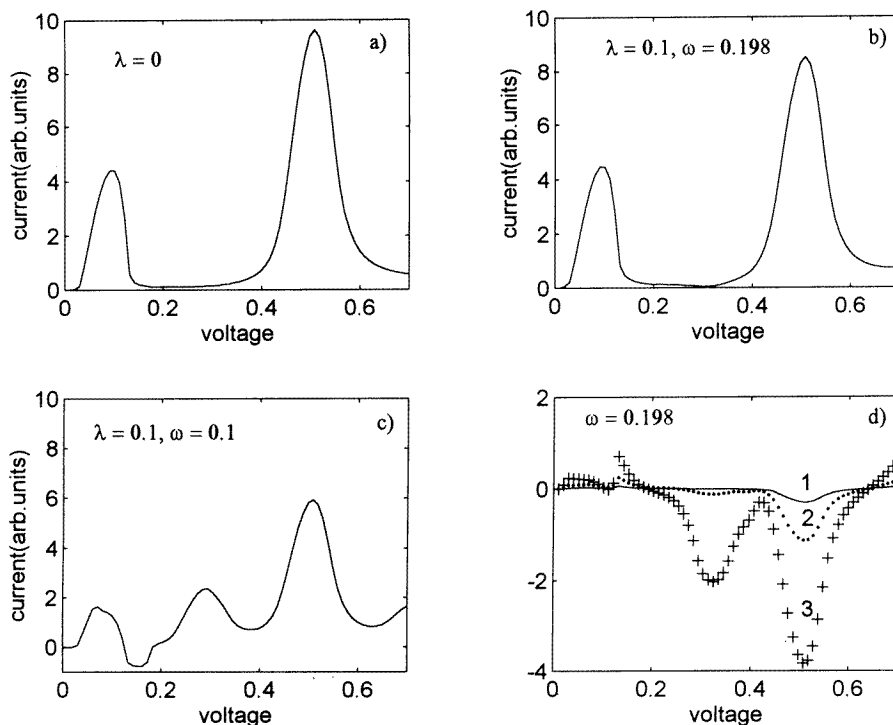 a)
λ = 0
current(arb.units)
10
8
6
4
2
0
0 0.2 0.4 0.6
voltage
b)
λ = 0.1, ω = 0.198
current(arb.units)
10
8
6
4
2
0
0 0.2 0.4 0.6
voltage
c)
λ = 0.1, ω = 0.1
current(arb.units)
10
8
6
4
2
0
0 0.2 0.4 0.6
voltage
d)
ω = 0.198
2
0
-2
-4
1
2
3
0 0.2 0.4 0.6
voltage